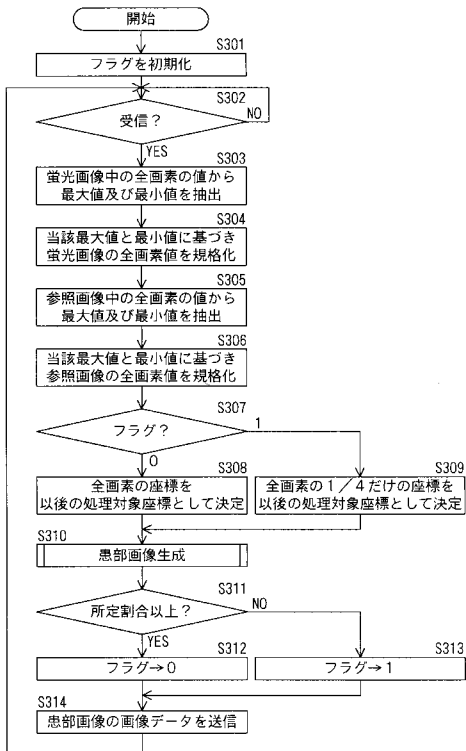 開始
S301
フラグを初期化
S302
受信？
NO
YES
S303
蛍光画像中の全画素の値から
最大値及び最小値を抽出
S304
当該最大値と最小値に基づき
蛍光画像の全画素値を規格化
S305
参照画像中の全画素の値から
最大値及び最小値を抽出
S306
当該最大値と最小値に基づき
参照画像の全画素値を規格化
S307
フラグ？
1
0
S308
全画素の座標を
以後の処理対象座標として決定
S309
全画素の１／４だけの座標を
以後の処理対象座標として決定
S310
患部画像生成
S311
所定割合以上？
NO
YES
S312
フラグ→０
S313
フラグ→１
S314
患部画像の画像データを送信